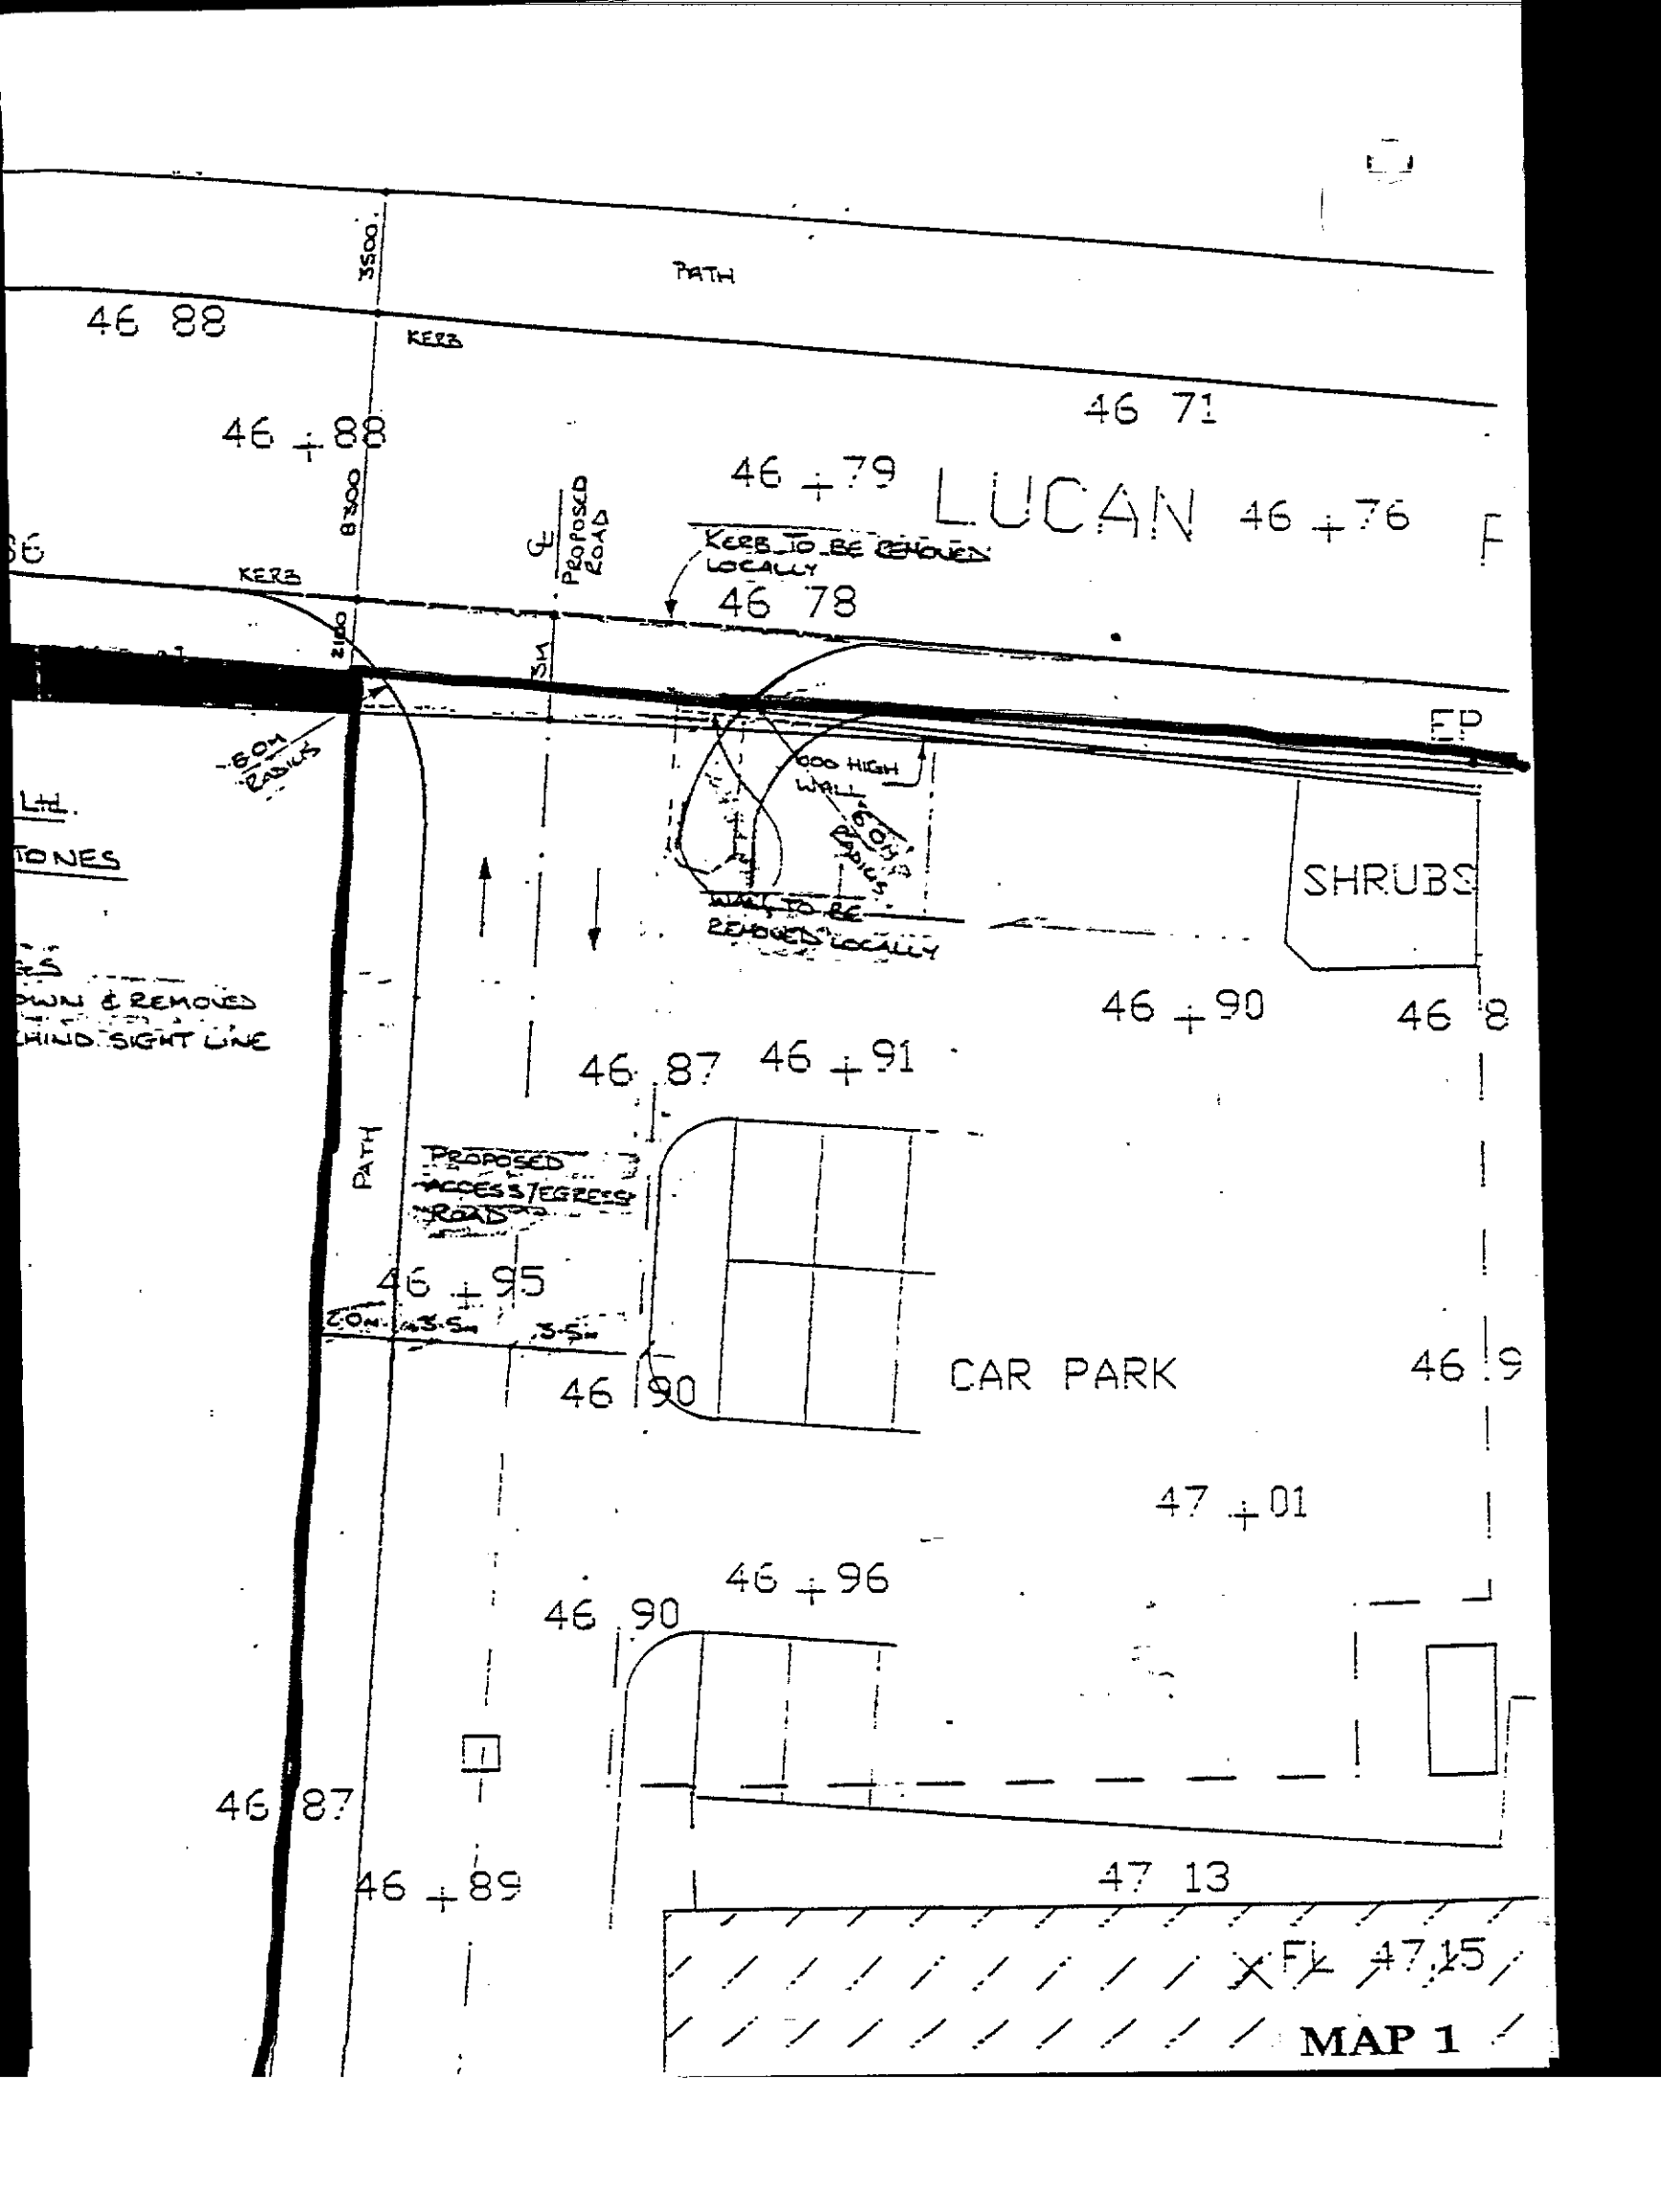 3500.
PATH
46 88
KERB
46 71
46 + 88
46 + 79
LUCAN
46 + 76
8300
℄
PROPOSED
ROAD
KERB TO BE REMOVED
LOCALLY
KERB
46 78
2100
3M
EP
6.0M
RADIUS
600 HIGH
WALL
6.0M
RADIUS
Ltd.
TONES
SHRUBS
WALL TO BE
REMOVED LOCALLY
OWN & REMOVED
HIND SIGHT LINE
46 + 90
46 8
46 87
46 + 91
PATH
PROPOSED
ACCESS/EGRESS
ROAD
46 + 95
2.0M
3.5M
3.5M
46 90
CAR PARK
46 9
47 + 01
46 + 96
46 90
46 87
46 + 89
47 13
FL 47.15
MAP 1